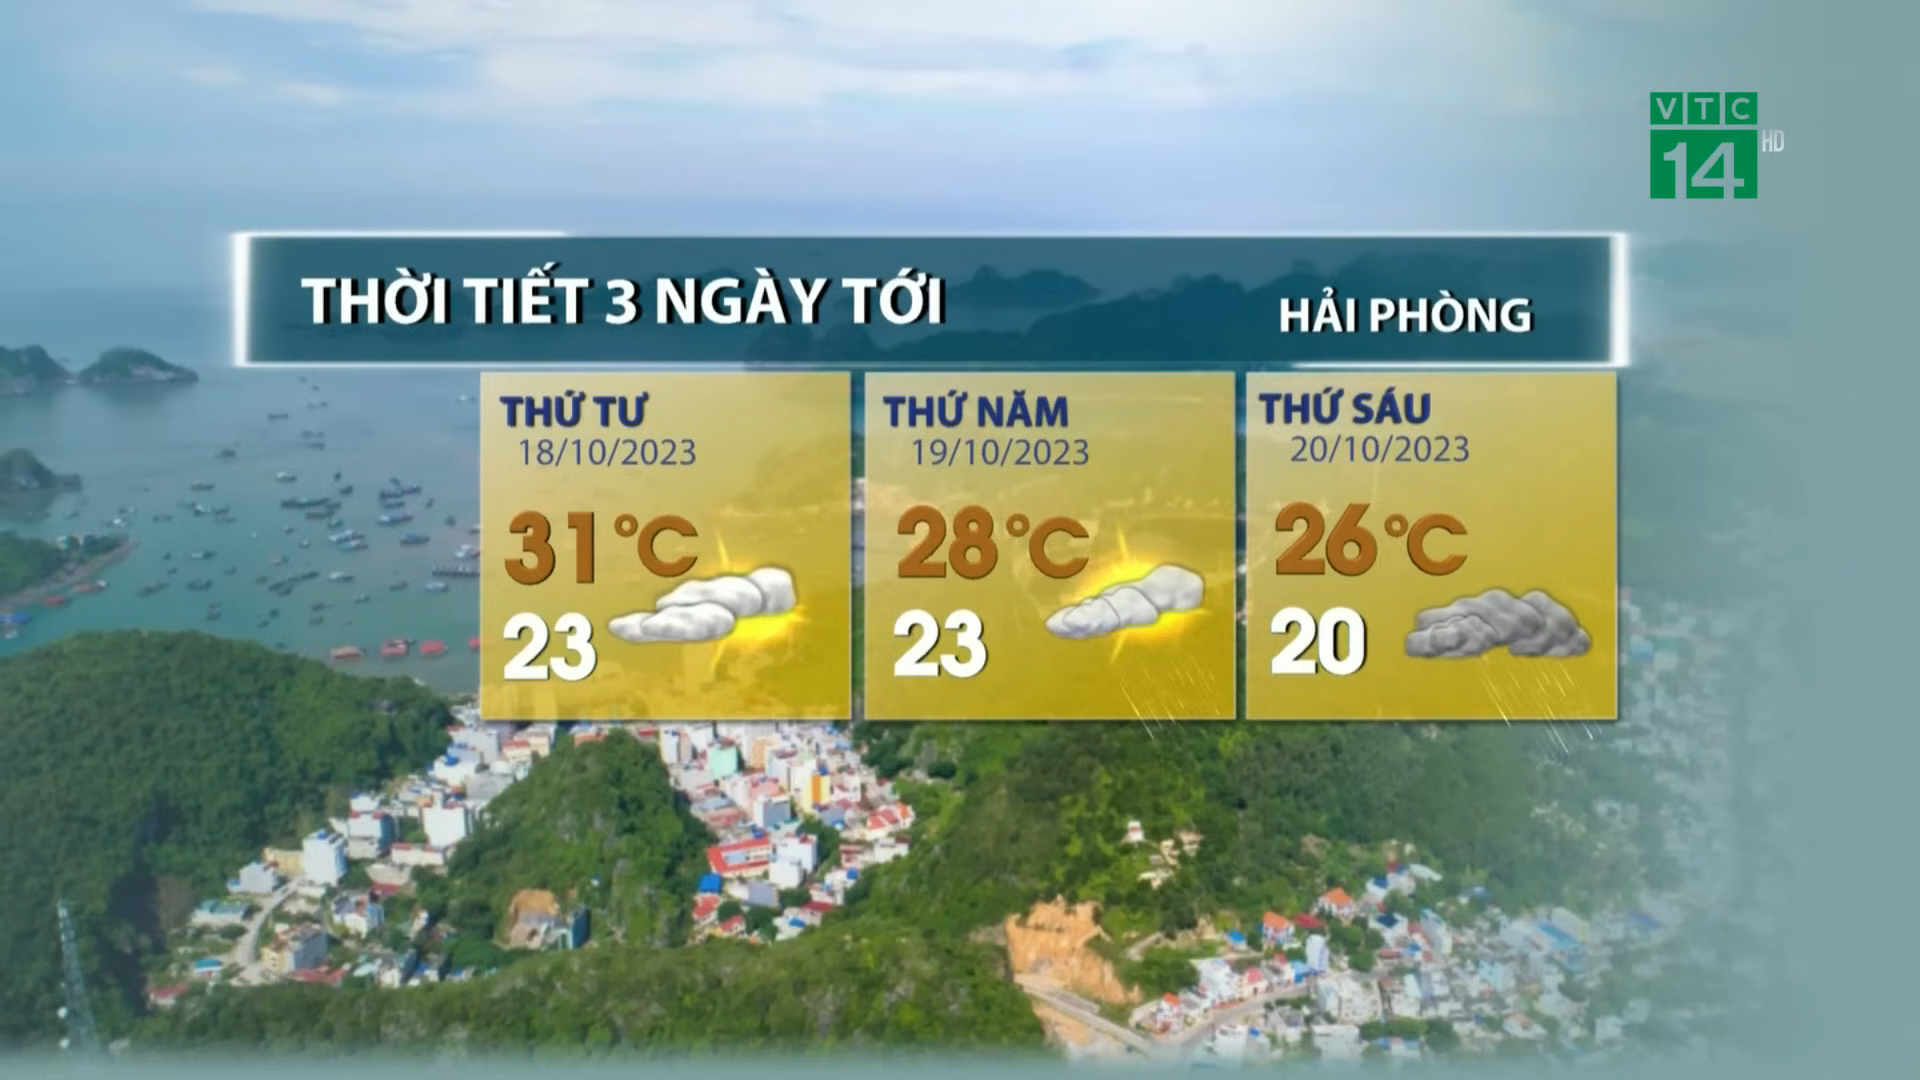 VTC
14 HD
THỜI TIẾT 3 NGÀY TỚI
HẢI PHÒNG
THỨ TƯ
18/10/2023
31°C
23
THỨ NĂM
19/10/2023
28°C
23
THỨ SÁU
20/10/2023
26°C
20